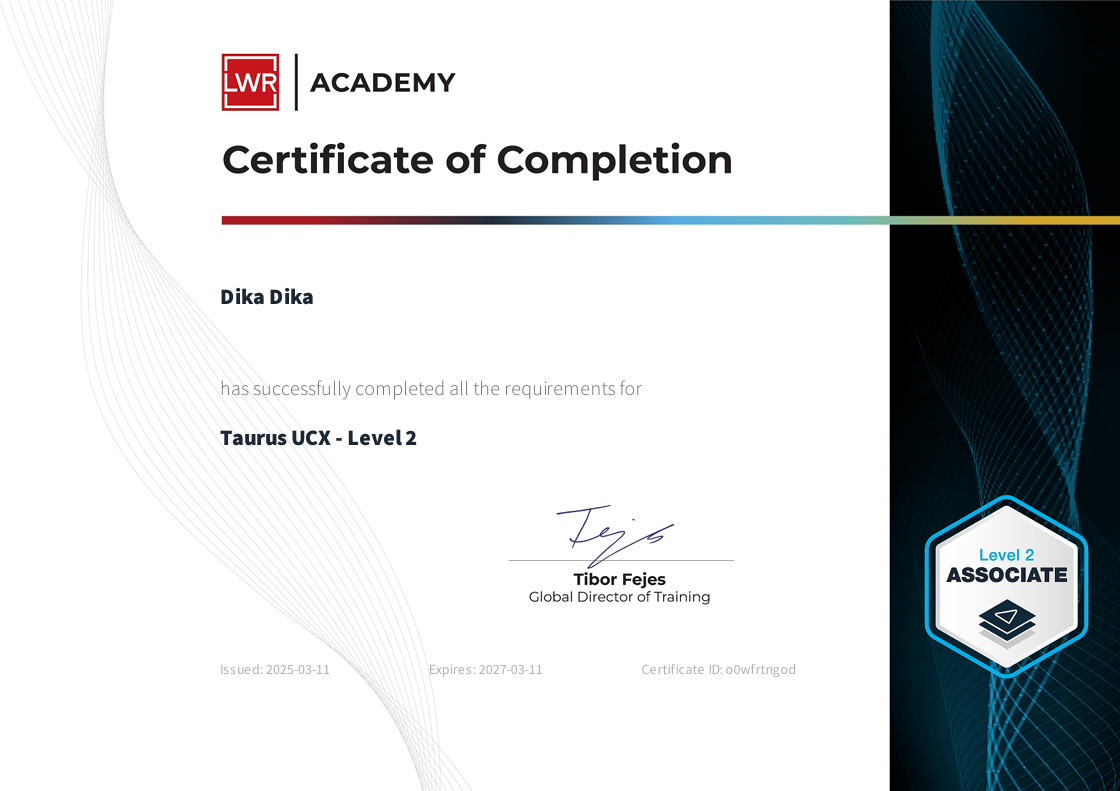 LWR ACADEMY
Certificate of Completion
Dika Dika
has successfully completed all the requirements for
Taurus UCX - Level 2
Tejs
Tibor Fejes
Global Director of Training
Level 2
ASSOCIATE
Issued: 2025-03-11 Expires: 2027-03-11 Certificate ID: o0wfrtngod